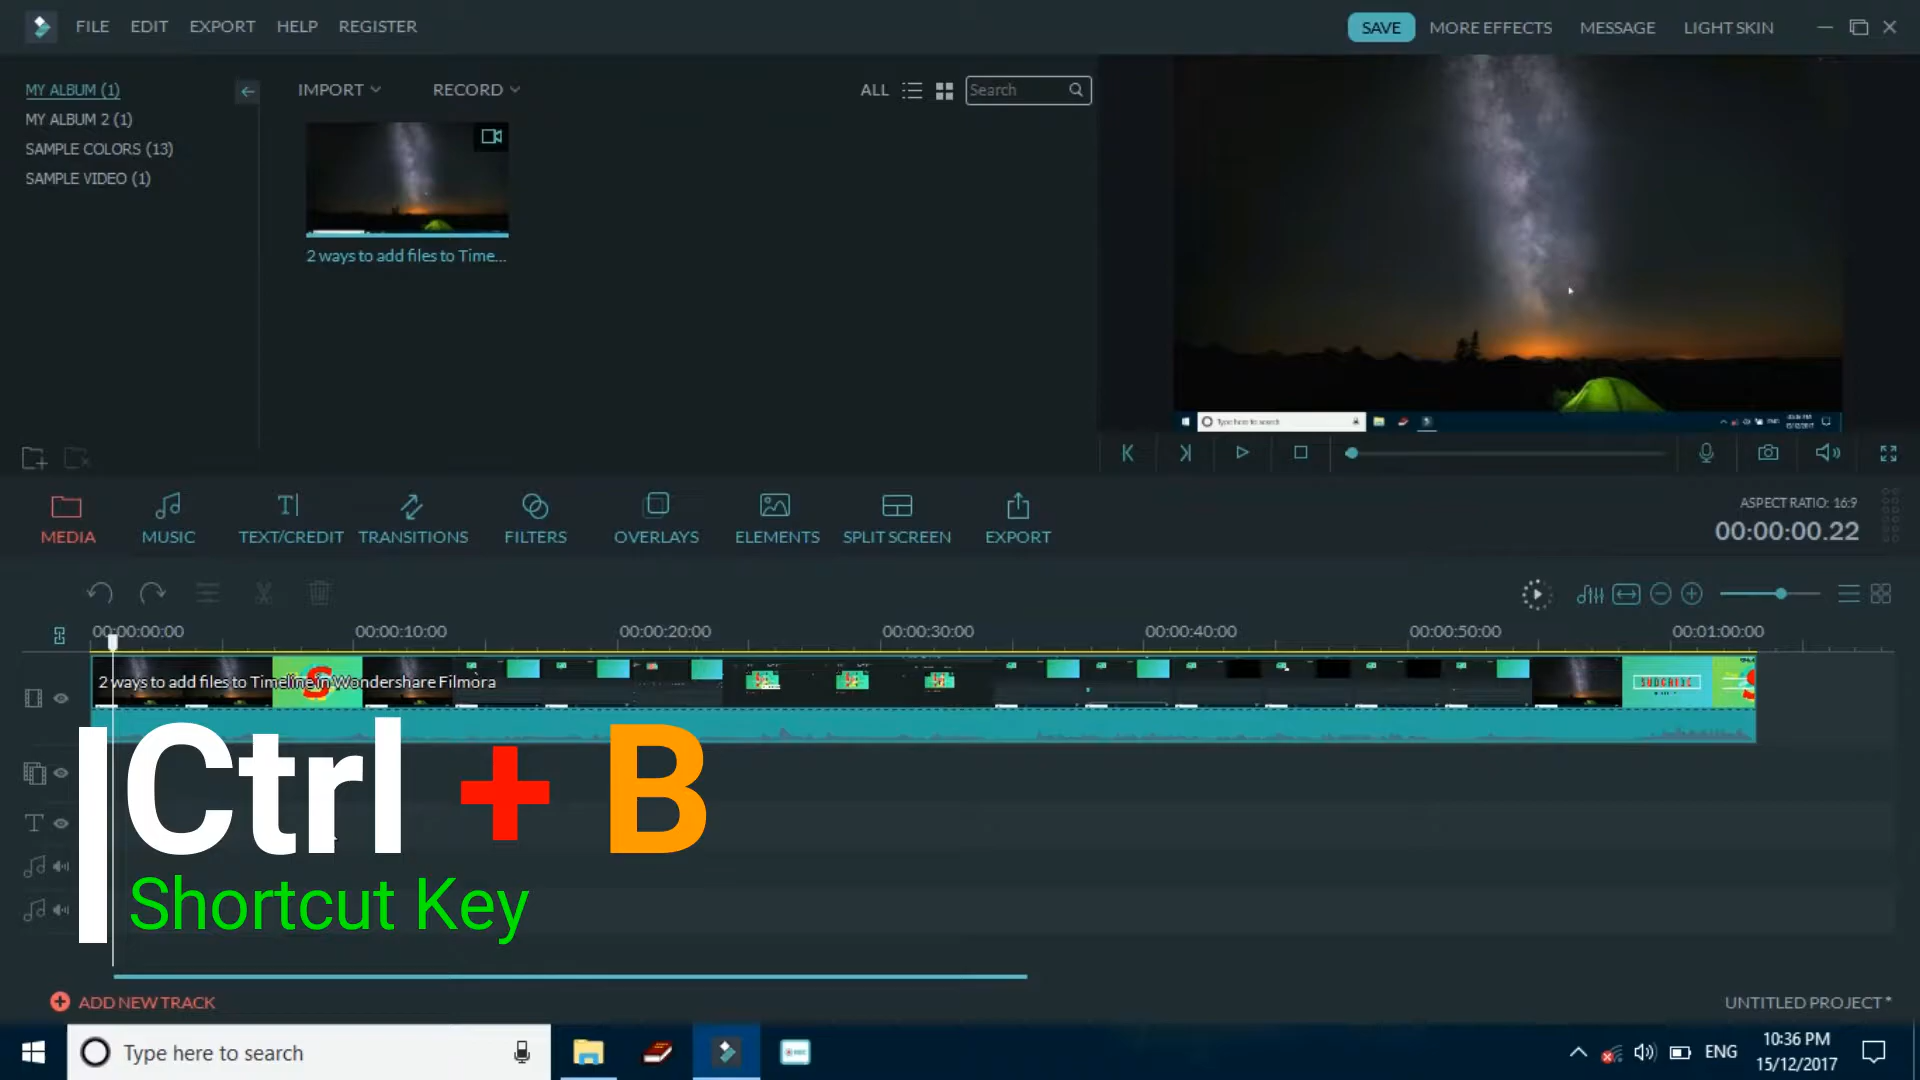 FILE EDIT EXPORT HELP REGISTER
SAVE MORE EFFECTS MESSAGE LIGHT SKIN
MY ALBUM (1)
MY ALBUM 2 (1)
SAMPLE COLORS (13)
SAMPLE VIDEO (1)
IMPORT RECORD
ALL Search
2 ways to add files to Time...
Type here to search
MEDIA MUSIC TEXT/CREDIT TRANSITIONS FILTERS OVERLAYS ELEMENTS SPLIT SCREEN EXPORT
ASPECT RATIO: 16:9
00:00:00.22
00:00:00:00 00:00:10:00 00:00:20:00 00:00:30:00 00:00:40:00 00:00:50:00 00:01:00:00
2 ways to add files to Timeline in Wondershare Filmora
Ctrl + B
Shortcut Key
ADD NEW TRACK
UNTITLED PROJECT *
Type here to search
ENG
10:36 PM
15/12/2017